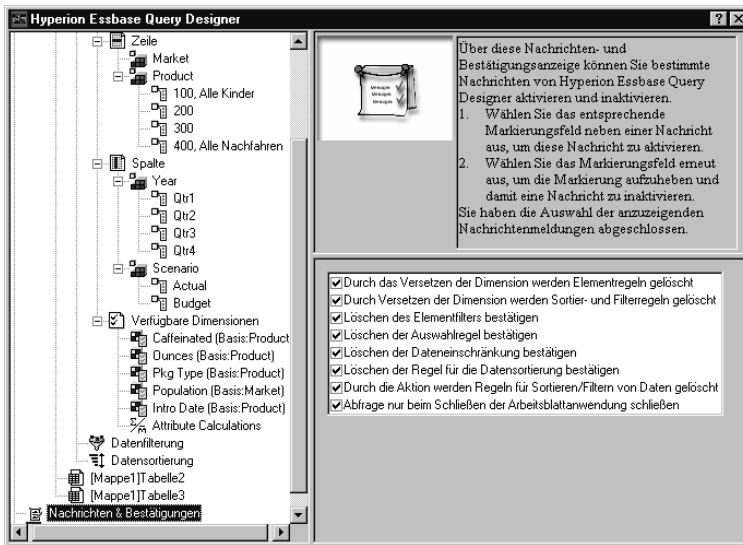 Hyperion Essbase Query Designer
Zeile
Market
Product
100, Alle Kinder
200
300
400, Alle Nachfahren
Spalte
Year
Qtr1
Qtr2
Qtr3
Qtr4
Scenario
Actual
Budget
Verfügbare Dimensionen
Caffeinated (Basis:Product
Ounces (Basis:Product)
Pkg Type (Basis:Product)
Population (Basis:Market)
Intro Date (Basis:Product)
Attribute Calculations
Datenfilterung
Datensortierung
[Mappe1]Tabelle2
[Mappe1]Tabelle3
Nachrichten & Bestätigungen
Messages
Messages
Messages
Über diese Nachrichten- und
Bestätigungsanzeige können Sie bestimmte
Nachrichten von Hyperion Essbase Query
Designer aktivieren und inaktivieren.
1. Wählen Sie das entsprechende
Markierungsfeld neben einer Nachricht
aus, um diese Nachricht zu aktivieren.
2. Wählen Sie das Markierungsfeld erneut
aus, um die Markierung aufzuheben und
damit eine Nachricht zu inaktivieren.
Sie haben die Auswahl der anzuzeigenden
Nachrichtenmeldungen abgeschlossen.
Durch das Versetzen der Dimension werden Elementregeln gelöscht
Durch Versetzen der Dimension werden Sortier- und Filterregeln gelöscht
Löschen des Elementfilters bestätigen
Löschen der Auswahlregel bestätigen
Löschen der Dateneinschränkung bestätigen
Löschen der Regel für die Datensortierung bestätigen
Durch die Aktion werden Regeln für Sortieren/Filtern von Daten gelöscht
Abfrage nur beim Schließen der Arbeitsblattanwendung schließen